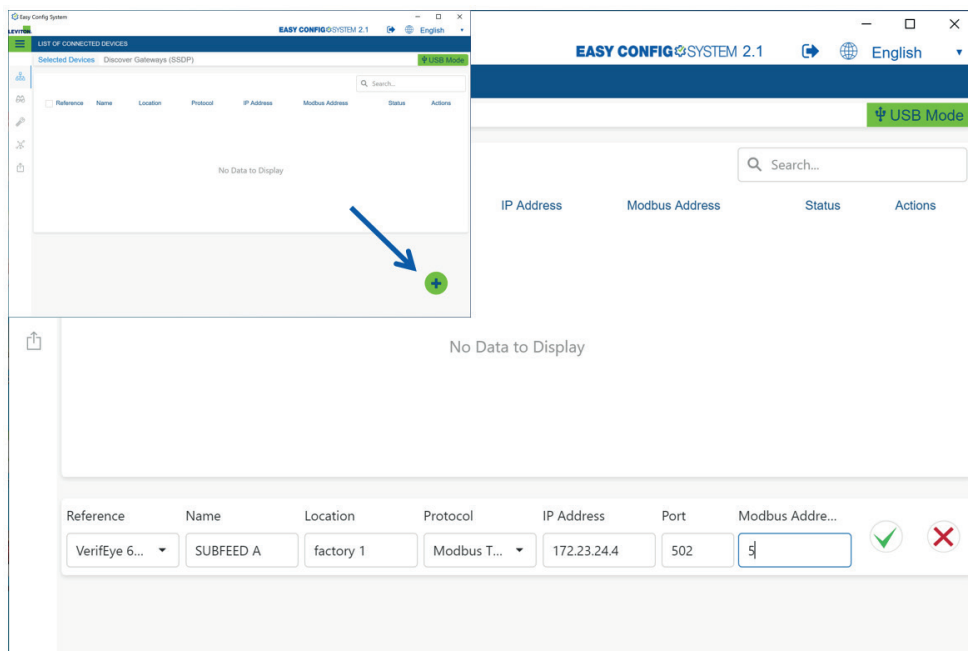 Easy Config System
LEVITON
EASY CONFIG SYSTEM 2.1 English
LIST OF CONNECTED DEVICES
Selected Devices Discover Gateways (SSDP) USB Mode
Search...
Reference Name Location Protocol IP Address Modbus Address Status Actions
No Data to Display
EASY CONFIG SYSTEM 2.1 English
USB Mode
Search...
IP Address Modbus Address Status Actions
No Data to Display
Reference Name Location Protocol IP Address Port Modbus Addre...
VerifEye 6... SUBFEED A factory 1 Modbus T... 172.23.24.4 502 5